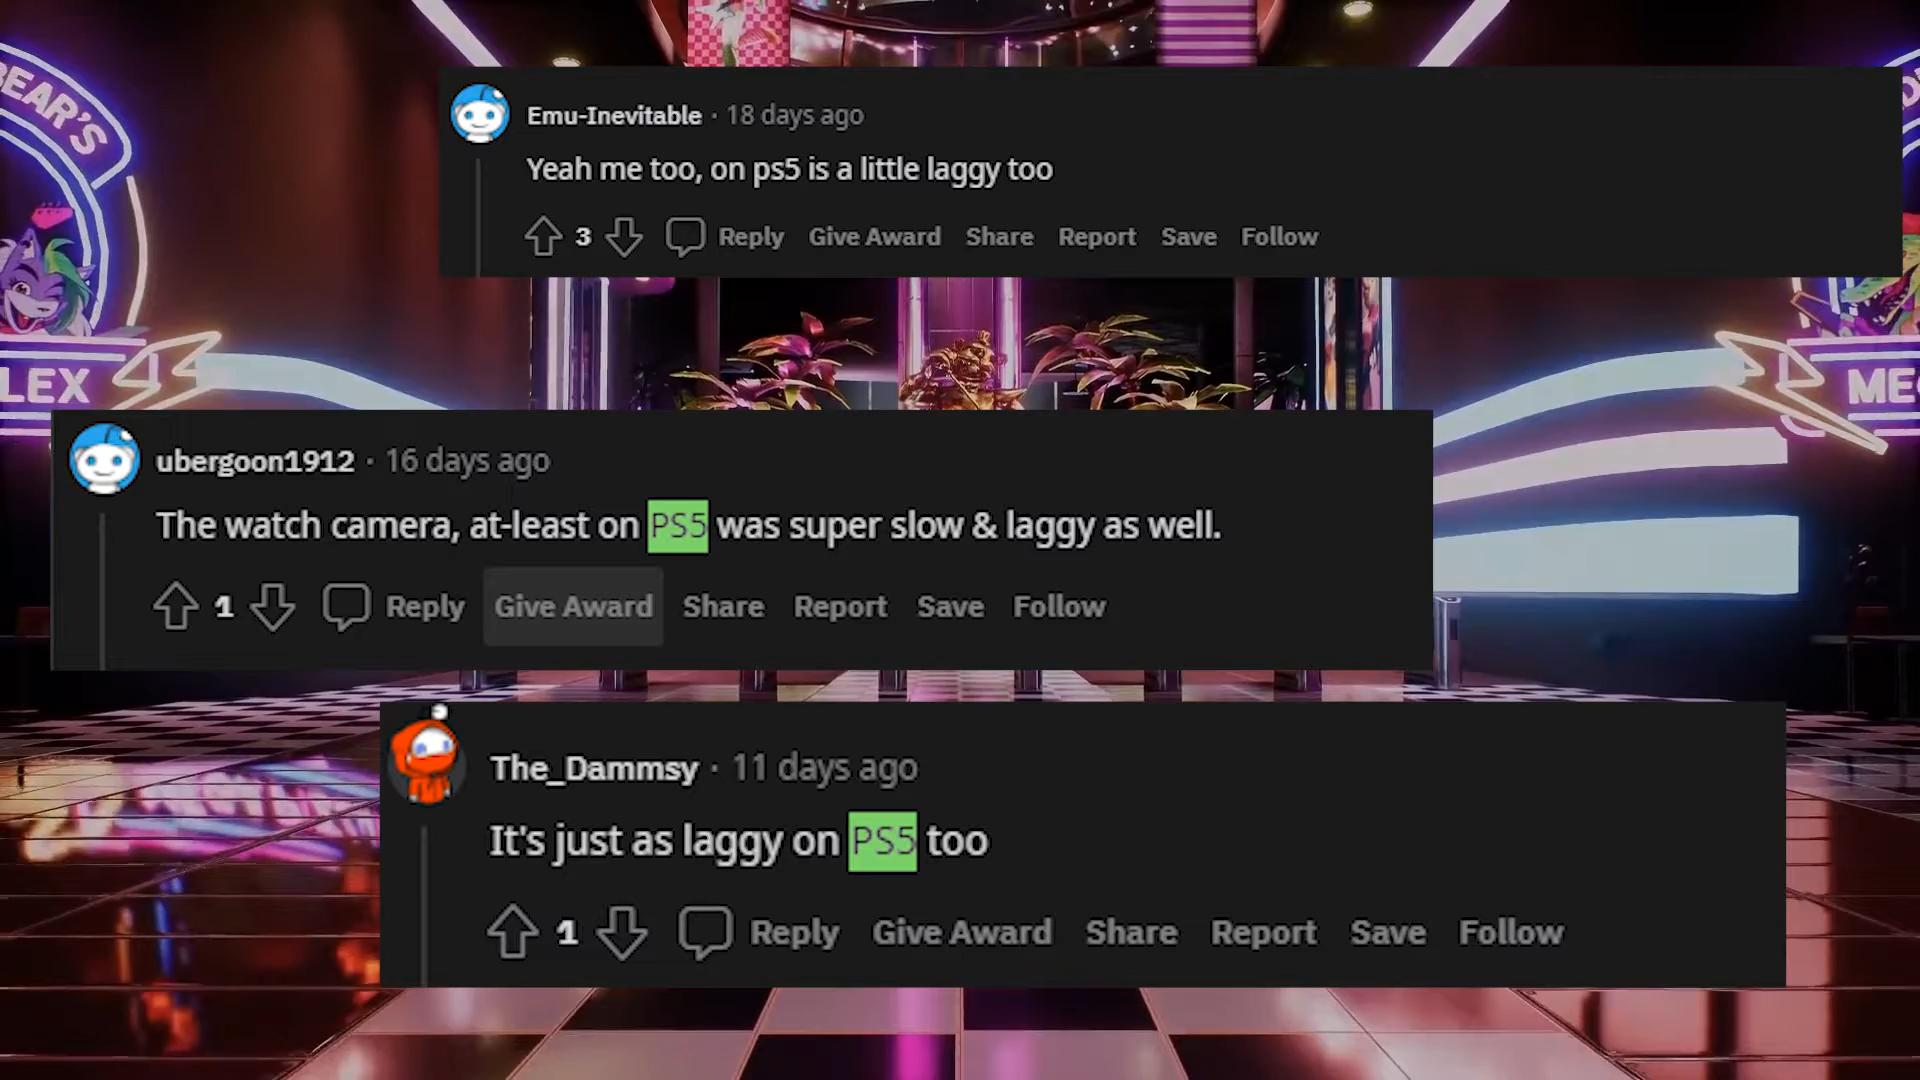 BEAR'S
LEX
Emu-Inevitable · 18 days ago
Yeah me too, on ps5 is a little laggy too
3 Reply Give Award Share Report Save Follow
ME
ubergoon1912 · 16 days ago
The watch camera, at-least on PS5 was super slow & laggy as well.
1 Reply Give Award Share Report Save Follow
The_Dammsy · 11 days ago
It's just as laggy on PS5 too
1 Reply Give Award Share Report Save Follow